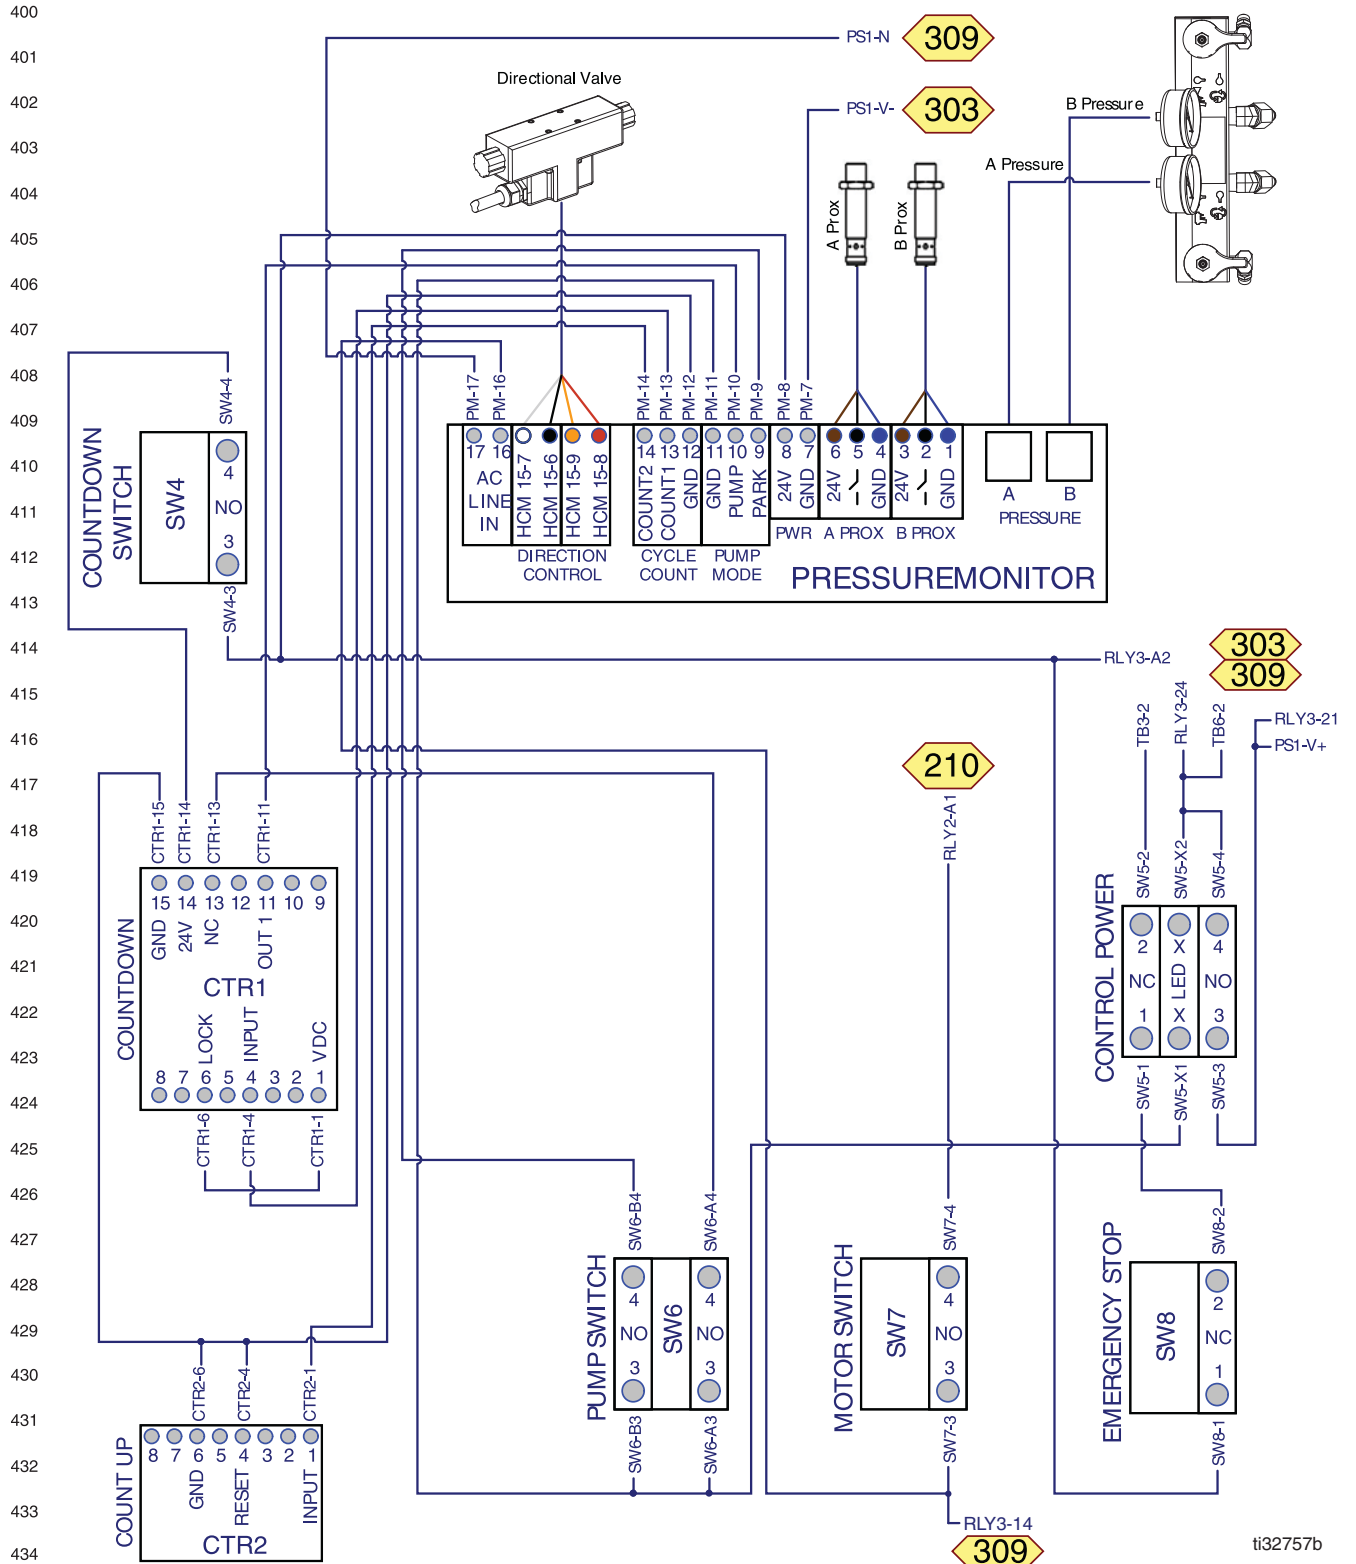 400
401
402
403
404
405
406
407
408
409
410
411
412
413
414
415
416
417
418
419
420
421
422
423
424
425
426
427
428
429
430
431
432
433
434
PS1-N
309
Directional Valve
PS1-V-
303
B Pressure
A Pressure
A Prox
B Prox
SW4-4
PM-17
PM-16
PM-14
PM-13
PM-12
PM-11
PM-10
PM-9
PM-8
PM-7
COUNTDOWN
SWITCH
SW4
4
NO
3
SW4-3
17
16
AC
LINE
IN
HCM 15-7
HCM 15-6
HCM 15-9
HCM 15-8
DIRECTION
CONTROL
14
13
12
COUNT2
COUNT1
GND
CYCLE
COUNT
11
10
9
GND
PUMP
PARK
PUMP
MODE
8
7
24V
GND
PWR
6
5
4
24V
GND
A PROX
3
2
1
24V
GND
B PROX
A
B
PRESSURE
PRESSUREMONITOR
RLY3-A2
303
309
TB3-2
RLY3-24
TB6-2
RLY3-21
PS1-V+
210
RLY2-A1
CTR1-15
CTR1-14
CTR1-13
CTR1-11
COUNTDOWN
15
14
13
12
11
10
9
GND
24V
NC
OUT 1
CTR1
LOCK
INPUT
VDC
8
7
6
5
4
3
2
1
CTR1-6
CTR1-4
CTR1-1
SW5-2
SW5-X2
SW5-4
CONTROL POWER
2
NC
1
X
LED
X
4
NO
3
SW5-1
SW5-X1
SW5-3
SW6-B4
SW6-A4
PUMP SWITCH
4
NO
3
SW6
4
NO
3
SW6-B3
SW6-A3
SW7-4
MOTOR SWITCH
SW7
4
NO
3
SW7-3
RLY3-14
309
SW8-2
EMERGENCY STOP
SW8
2
NC
1
SW8-1
CTR2-6
CTR2-4
CTR2-1
COUNT UP
8
7
6
5
4
3
2
1
GND
RESET
INPUT
CTR2
ti32757b